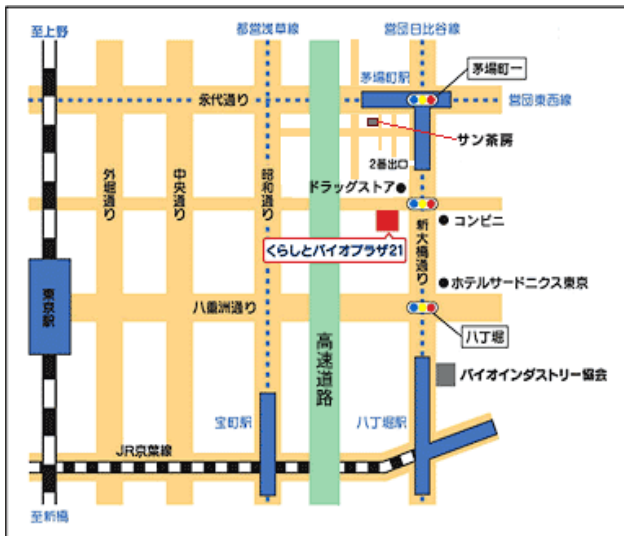 至上野
都営浅草線
営団日比谷線
茅場町駅
茅場町一
永代通り
営団東西線
サン茶房
2番出口
ドラッグストア
外堀通り
中央通り
昭和通り
新大橋通り
コンビニ
くらしとバイオプラザ21
東京駅
八重洲通り
ホテルサードニクス東京
高速道路
八丁堀
バイオインダストリー協会
宝町駅
八丁堀駅
JR京葉線
至新橋